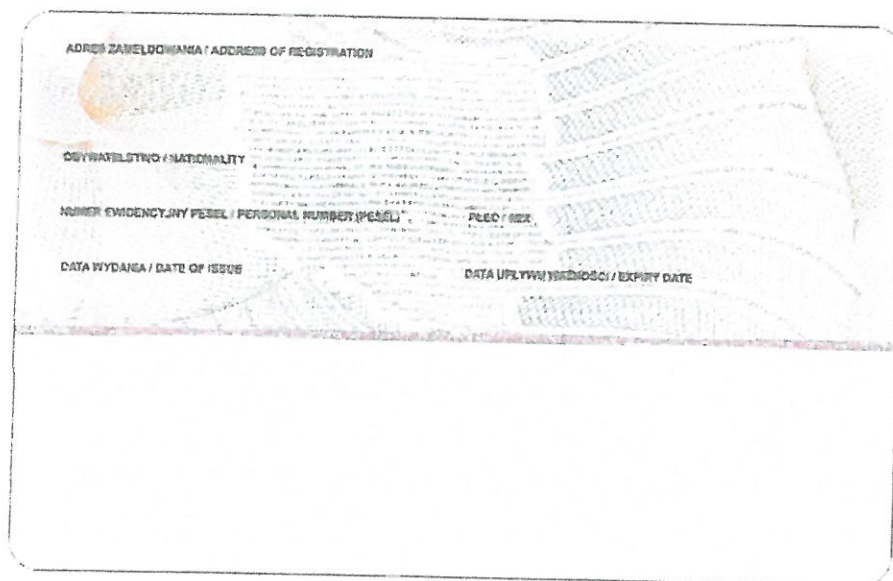 ADRES ZAMELDOWANIA / ADDRESS OF REGISTRATION
OBYWATELSTWO / NATIONALITY
NUMER EWIDENCYJNY PESEL / PERSONAL NUMBER (PESEL) PŁEĆ / SEX
DATA WYDANIA / DATE OF ISSUE DATA UPŁYWU WAŻNOŚCI / EXPIRY DATE